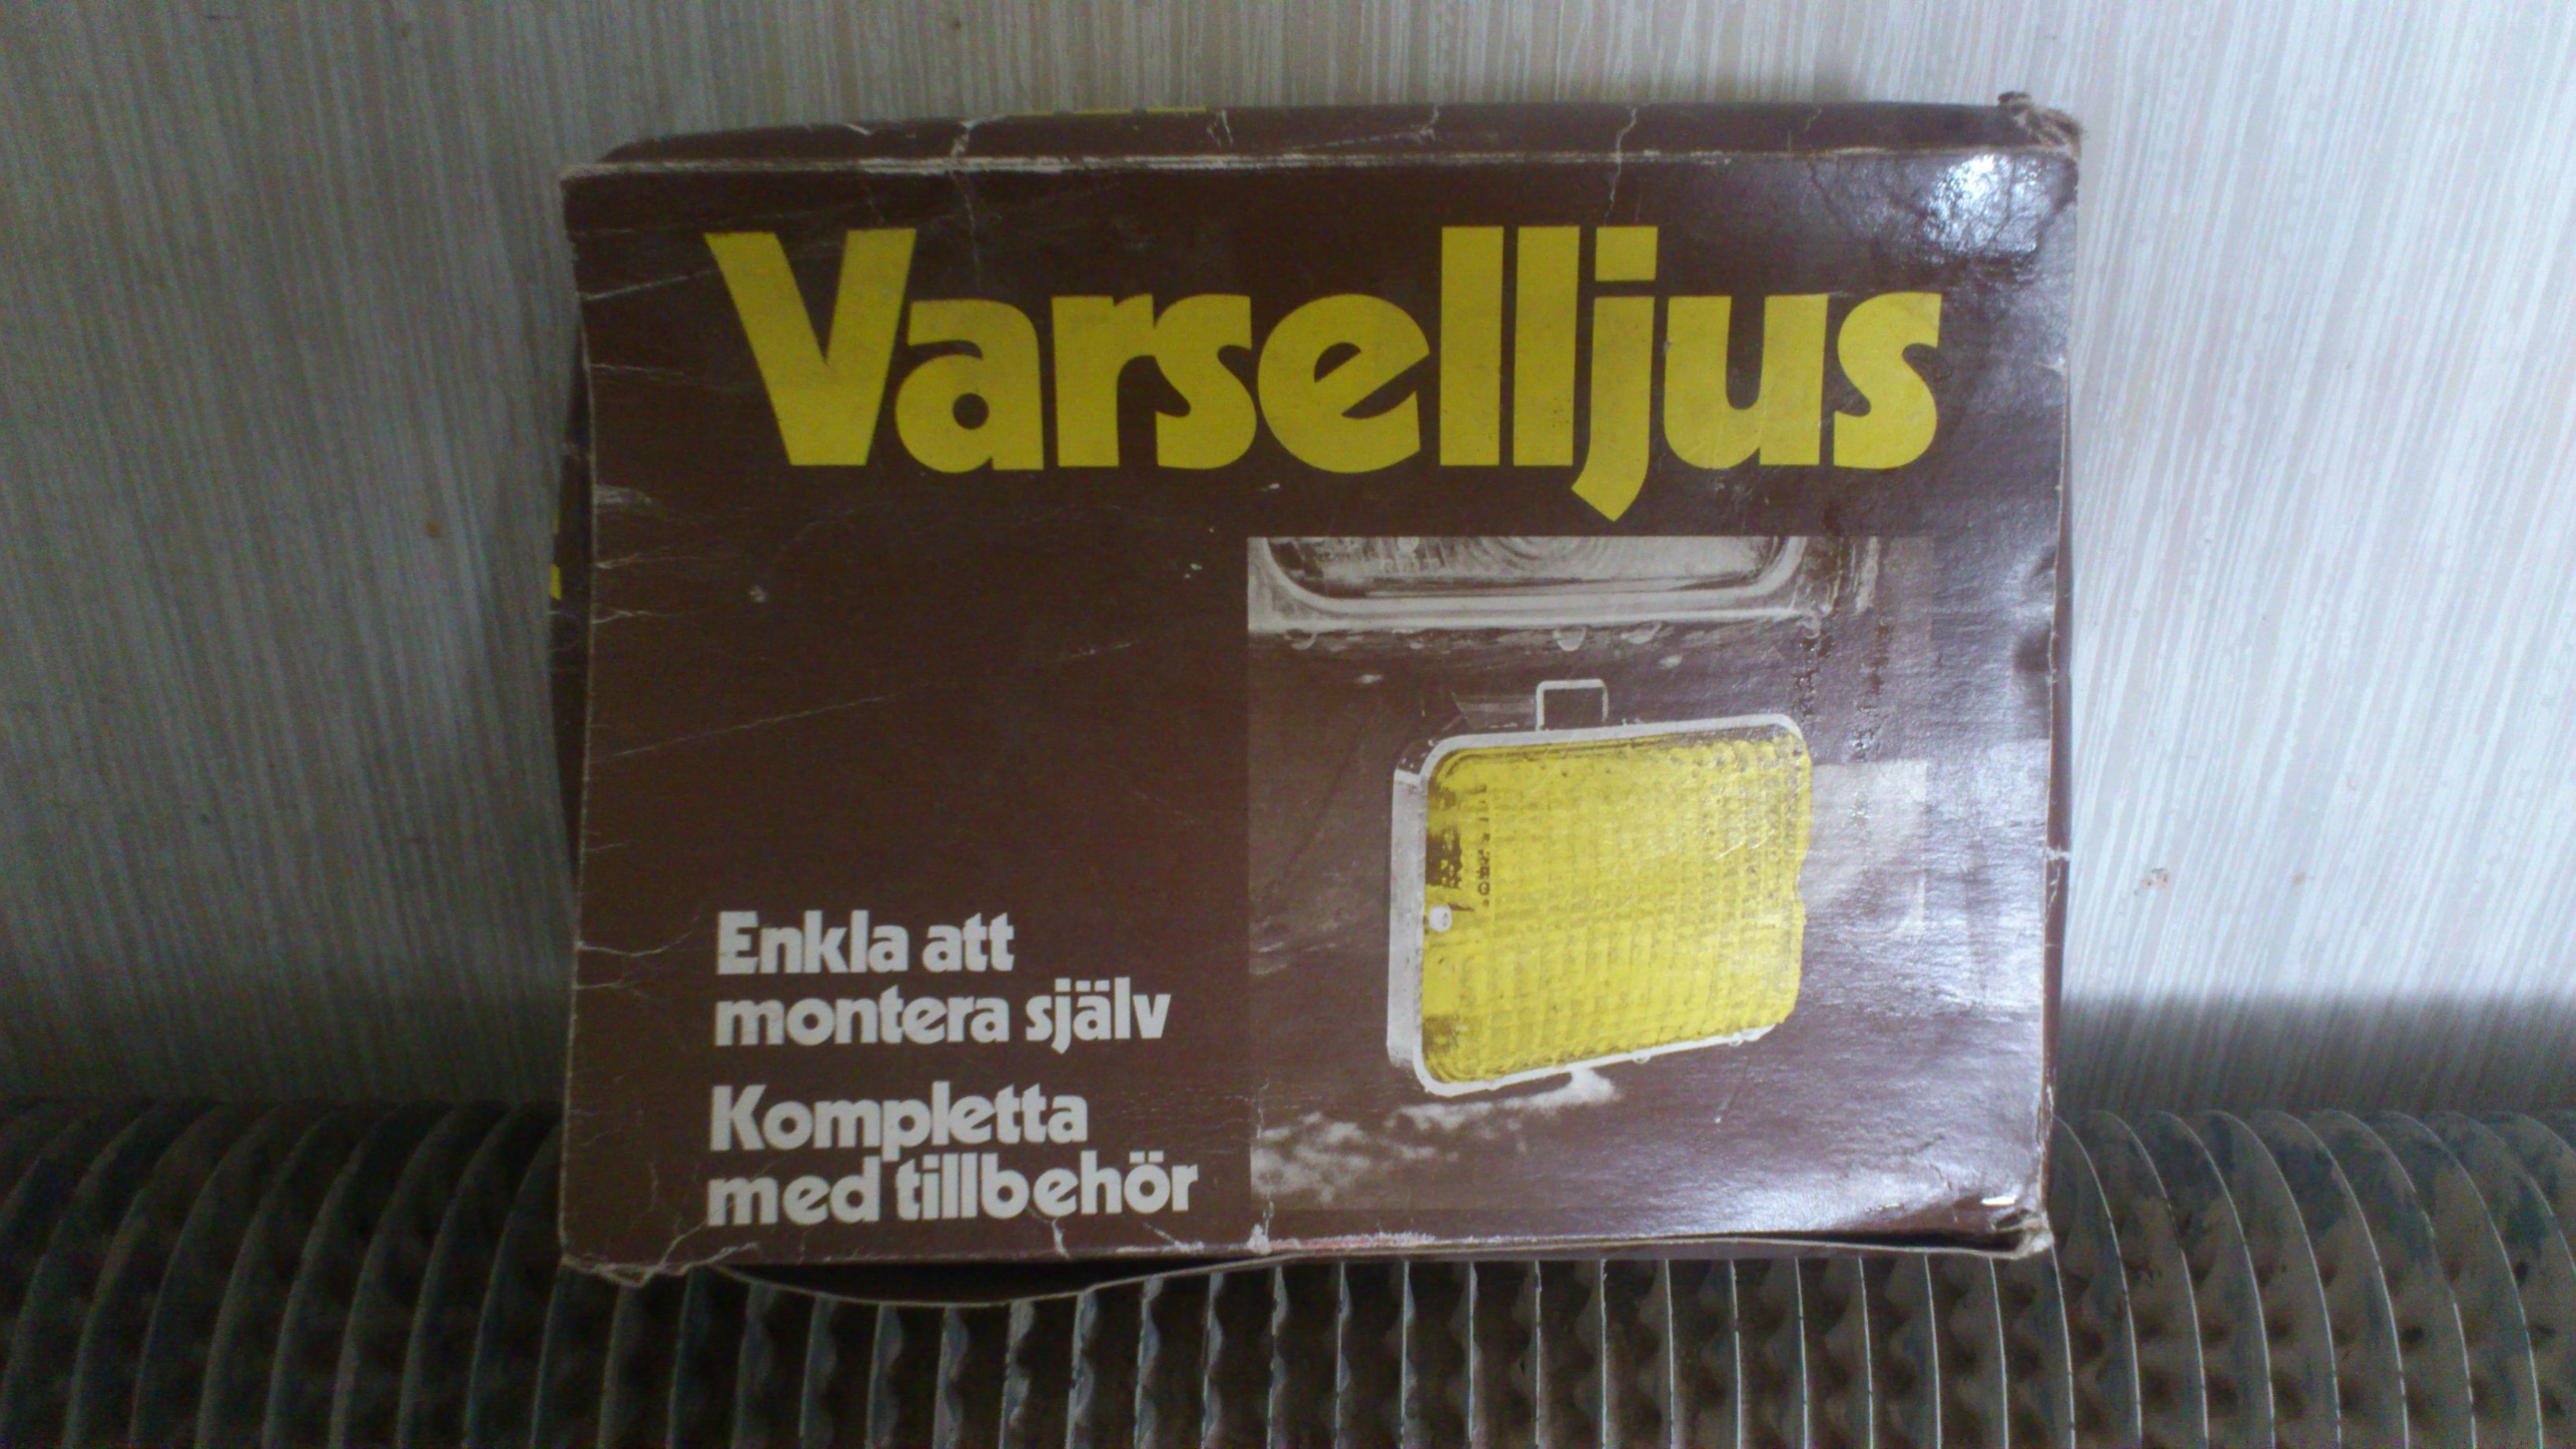 Varselljus
Enkla att
montera själv
Kompletta
med tillbehör